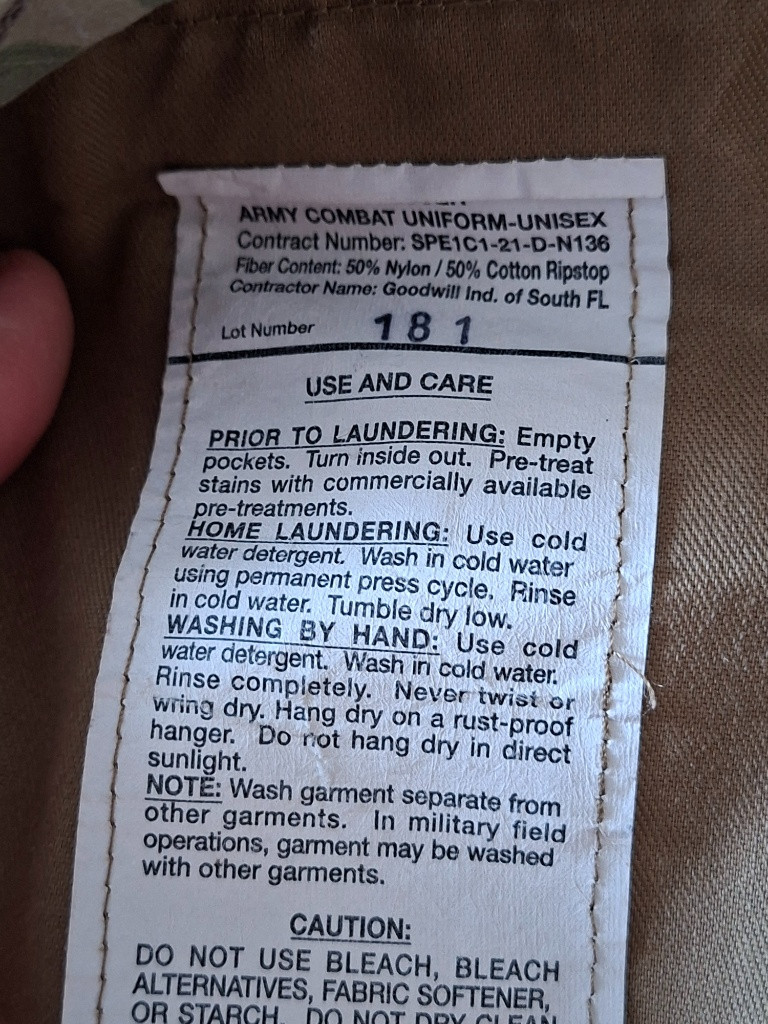 ARMY COMBAT UNIFORM-UNISEX
Contract Number: SPE1C1-21-D-N136
Fiber Content: 50% Nylon / 50% Cotton Ripstop
Contractor Name: Goodwill Ind. of South FL
Lot Number 181
USE AND CARE
PRIOR TO LAUNDERING: Empty
pockets. Turn inside out. Pre-treat
stains with commercially available
pre-treatments.
HOME LAUNDERING: Use cold
water detergent. Wash in cold water
using permanent press cycle. Rinse
in cold water. Tumble dry low.
WASHING BY HAND: Use cold
water detergent. Wash in cold water.
Rinse completely. Never twist or
wring dry. Hang dry on a rust-proof
hanger. Do not hang dry in direct
sunlight.
NOTE: Wash garment separate from
other garments. In military field
operations, garment may be washed
with other garments.
CAUTION:
DO NOT USE BLEACH, BLEACH
ALTERNATIVES, FABRIC SOFTENER,
OR STARCH. DO NOT DRY CLEAN